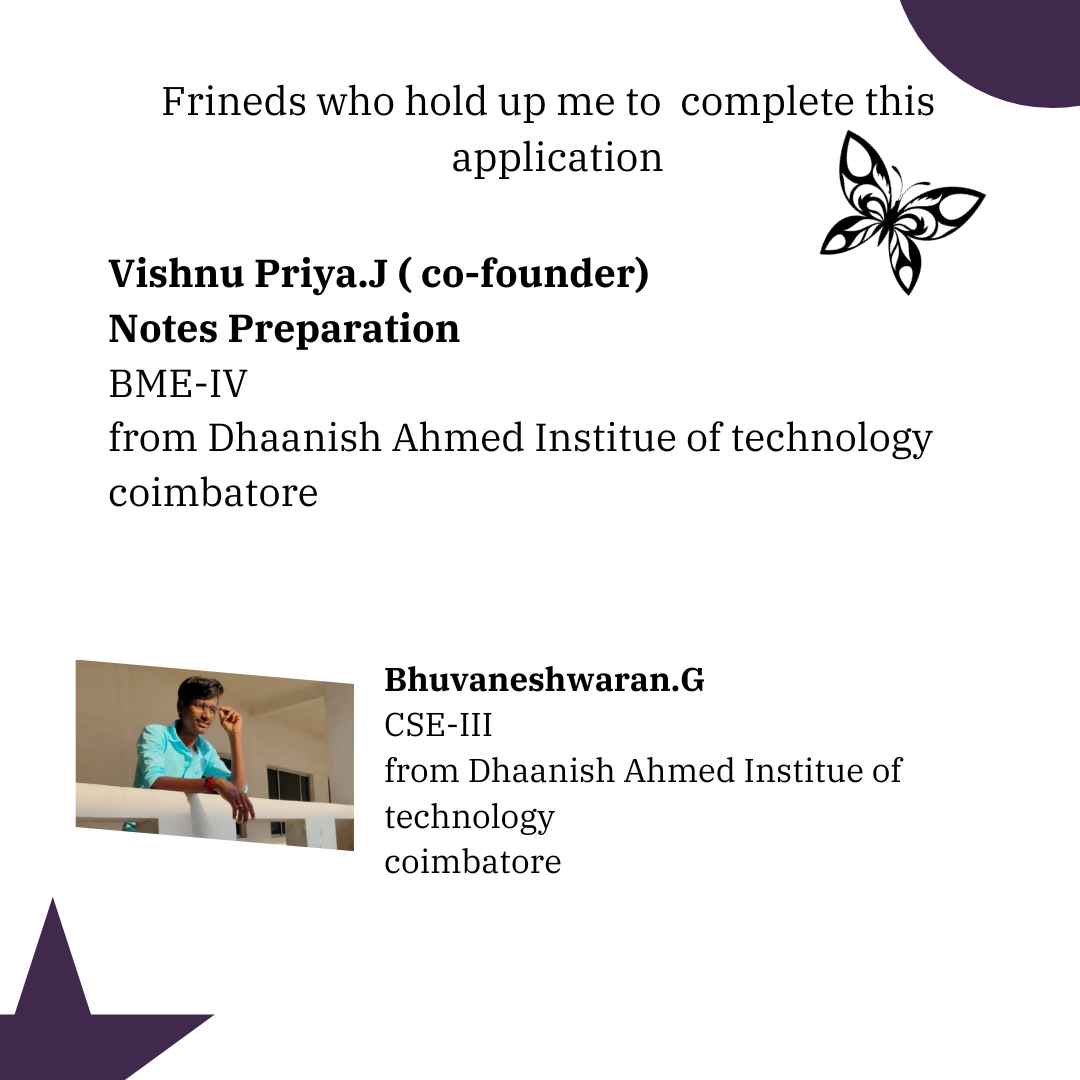 Frineds who hold up me to  complete this
application
Vishnu Priya.J ( co-founder)
Notes Preparation
BME-IV
from Dhaanish Ahmed Institue of technology
coimbatore
Bhuvaneshwaran.G
CSE-III
from Dhaanish Ahmed Institue of
technology
coimbatore